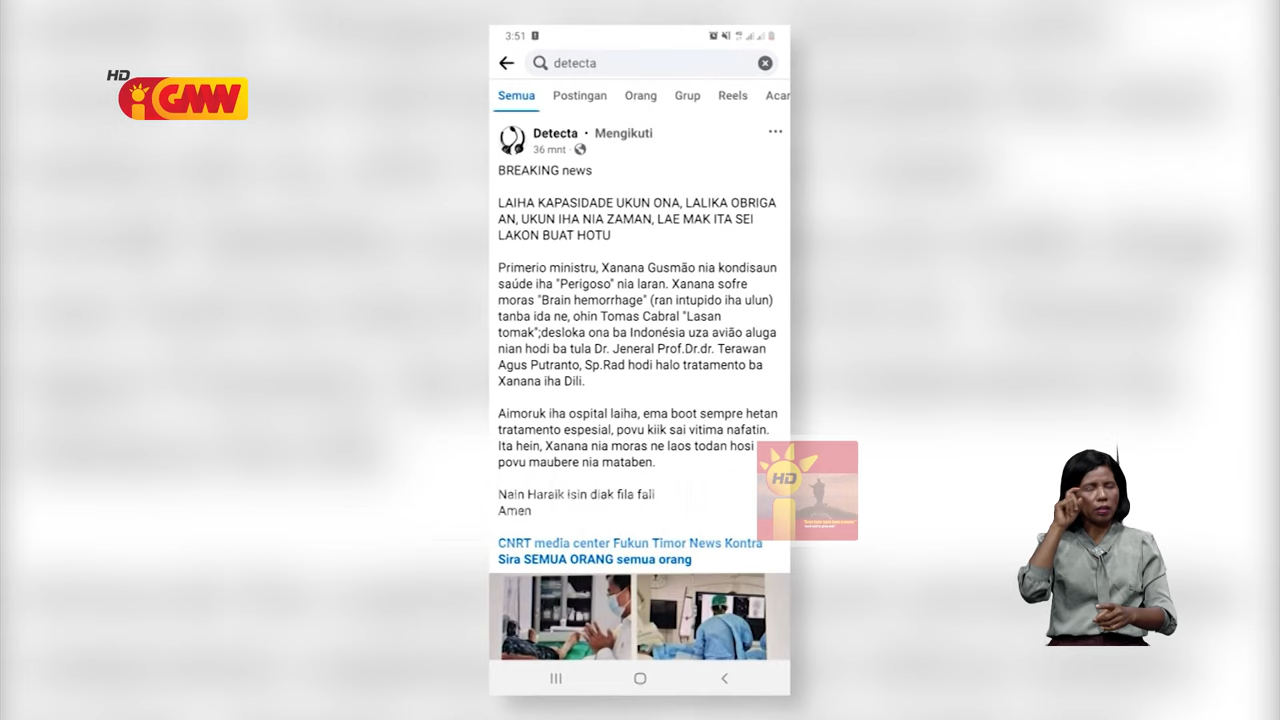 HD
GMN
3:51
detecta
Semua Postingan Orang Grup Reels Acar
Detecta · Mengikuti
36 mnt ·
BREAKING news
LAIHA KAPASIDADE UKUN ONA, LALIKA OBRIGA
AN, UKUN IHA NIA ZAMAN, LAE MAK ITA SEI
LAKON BUAT HOTU
Primerio ministru, Xanana Gusmão nia kondisaun
saúde iha "Perigoso" nia laran. Xanana sofre
moras "Brain hemorrhage" (ran intupido iha ulun)
tanba ida ne, ohin Tomas Cabral "Lasan
tomak";desloka ona ba Indonésia uza avião aluga
nian hodi ba tula Dr. Jeneral Prof.Dr.dr. Terawan
Agus Putranto, Sp.Rad hodi halo tratamento ba
Xanana iha Dili.
Aimoruk iha ospital laiha, ema boot sempre hetan
tratamento espesial, povu kiik sai vitima nafatin.
Ita hein, Xanana nia moras ne laos todan hosi
povu maubere nia mataben.
Naln Haraik Isin diak fila fali
Amen
CNRT media center Fukun Timor News Kontra
Sira SEMUA ORANG semua orang
HD